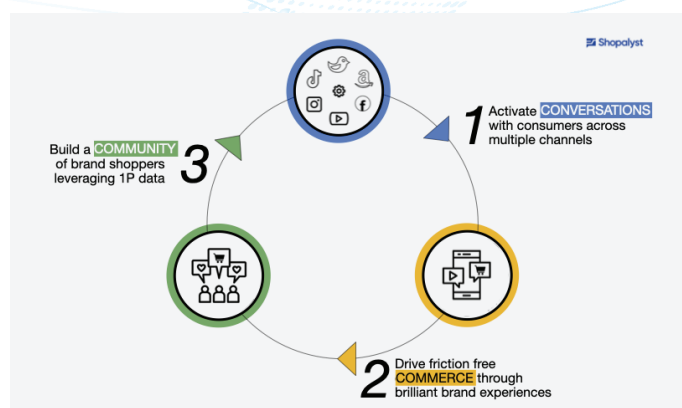 Shopalyst
1
Activate CONVERSATIONS
with consumers across
multiple channels
2
Drive friction free
COMMERCE through
brilliant brand experiences
3
Build a COMMUNITY
of brand shoppers
leveraging 1P data